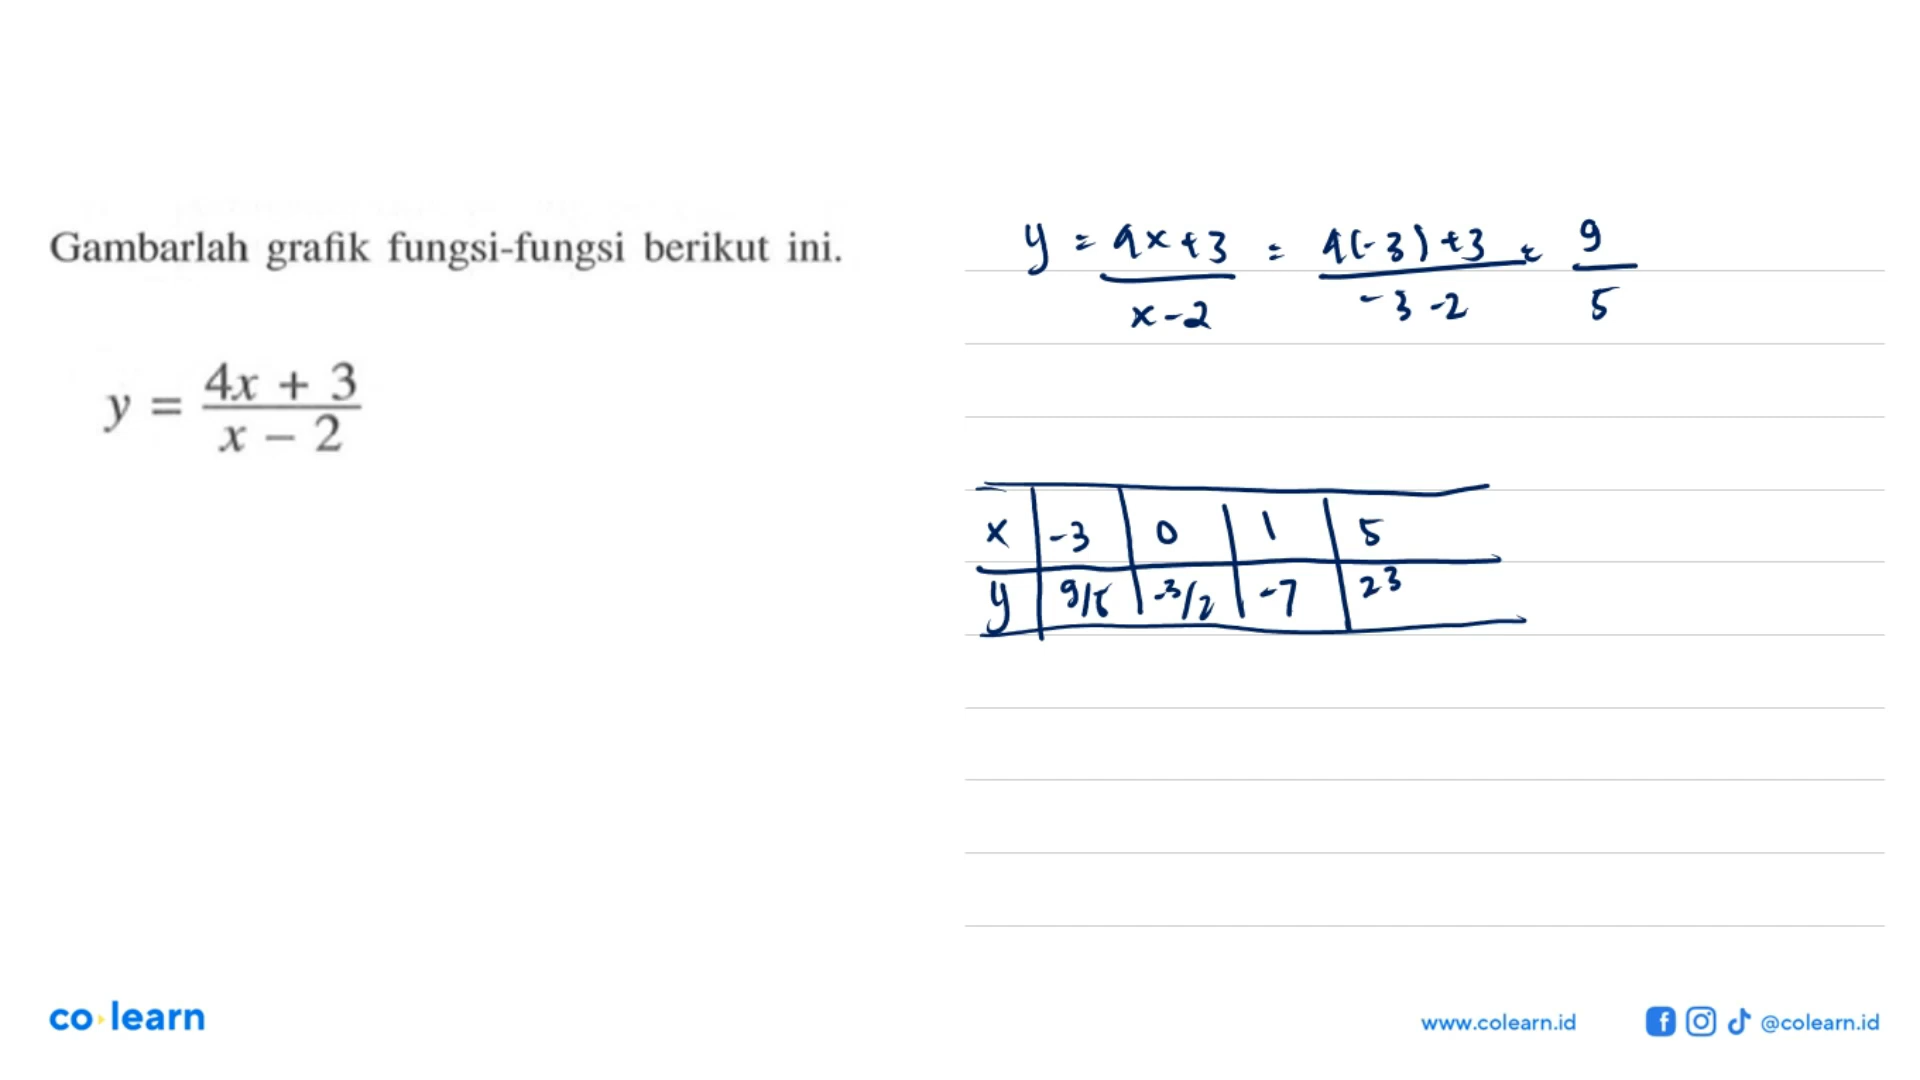 Gambarlah grafik fungsi-fungsi berikut ini.
y = (4x + 3)/(x - 2)
y = (4x+3)/(x-2) = (4(-3)+3)/(-3-2) = 9/5
x | -3 | 0 | 1 | 5
y | 9/5 | -3/2 | -7 | 23
co learn
www.colearn.id
@colearn.id